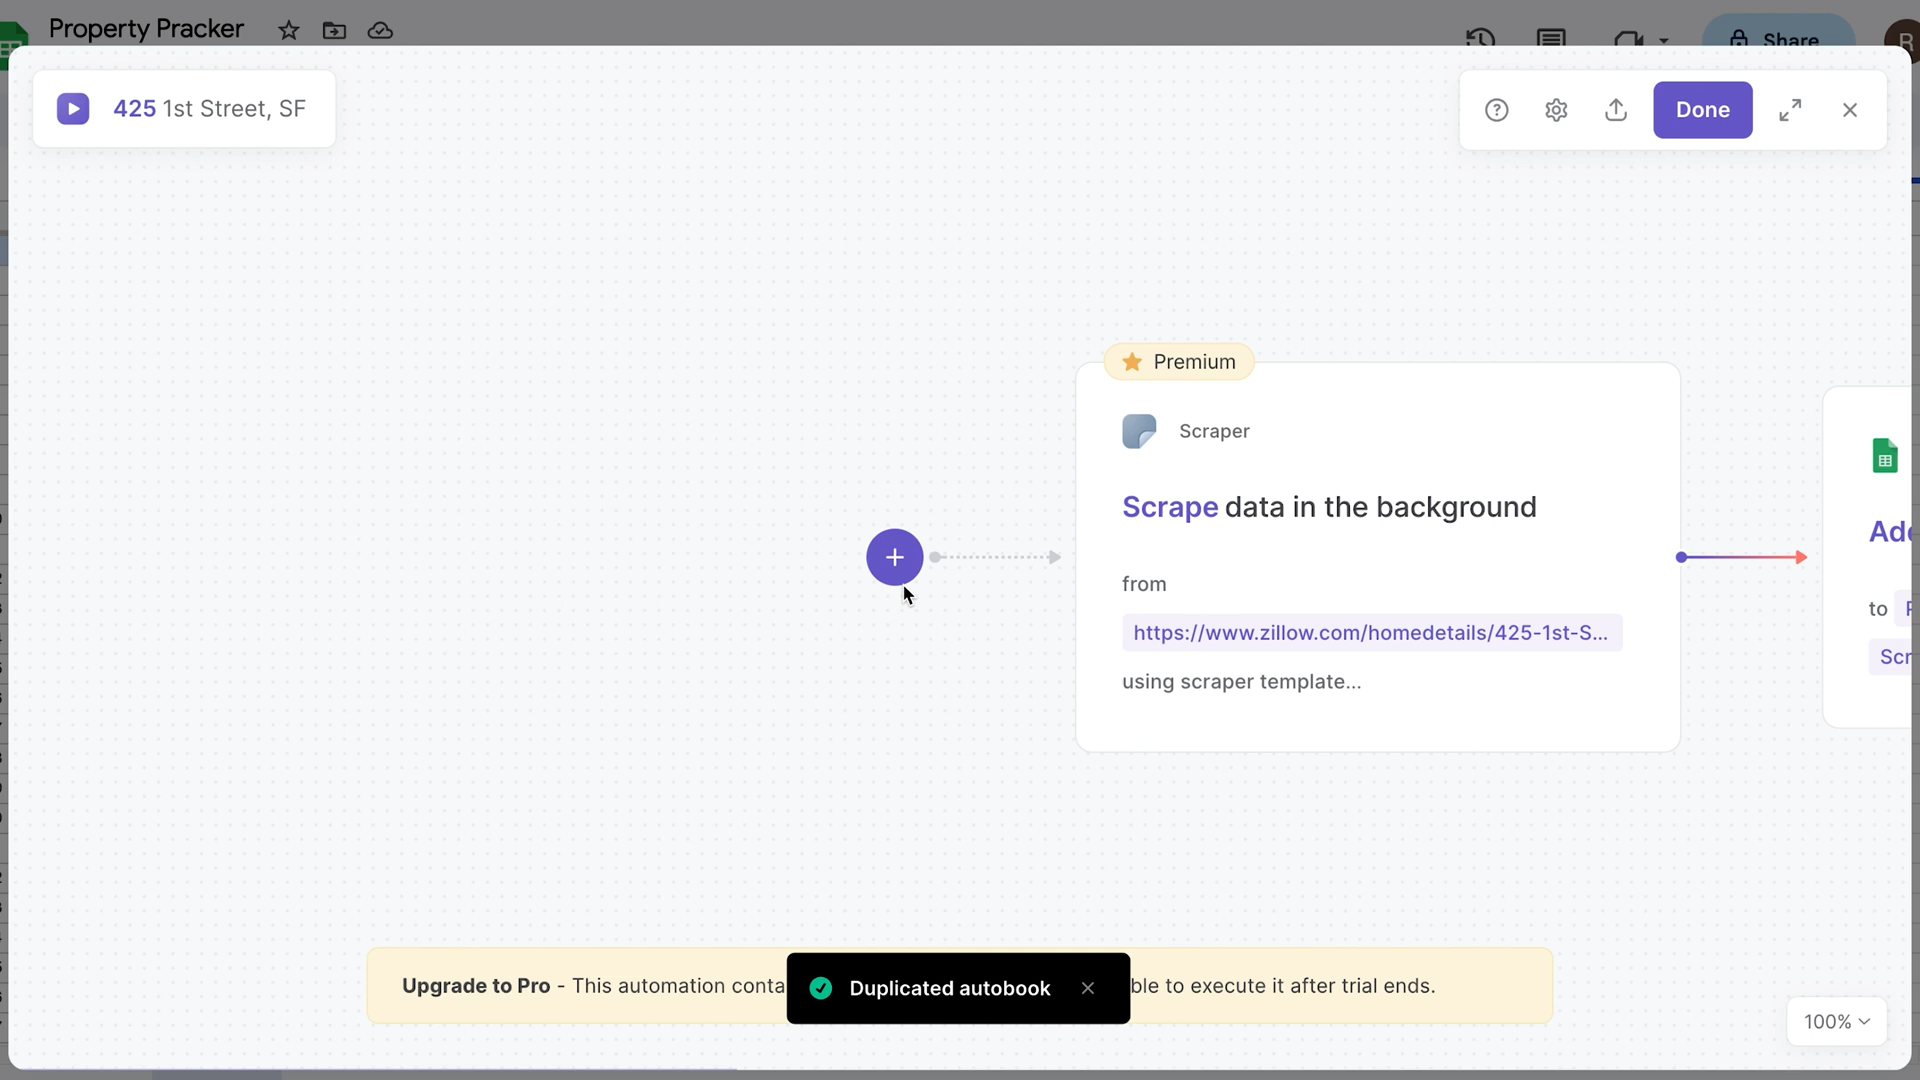 Property Pracker
Share
R
425 1st Street, SF
Done
Premium
Scraper
Scrape data in the background
from
https://www.zillow.com/homedetails/425-1st-S...
using scraper template...
to
Scr
Upgrade to Pro - This automation conta
Duplicated autobook
ble to execute it after trial ends.
100%